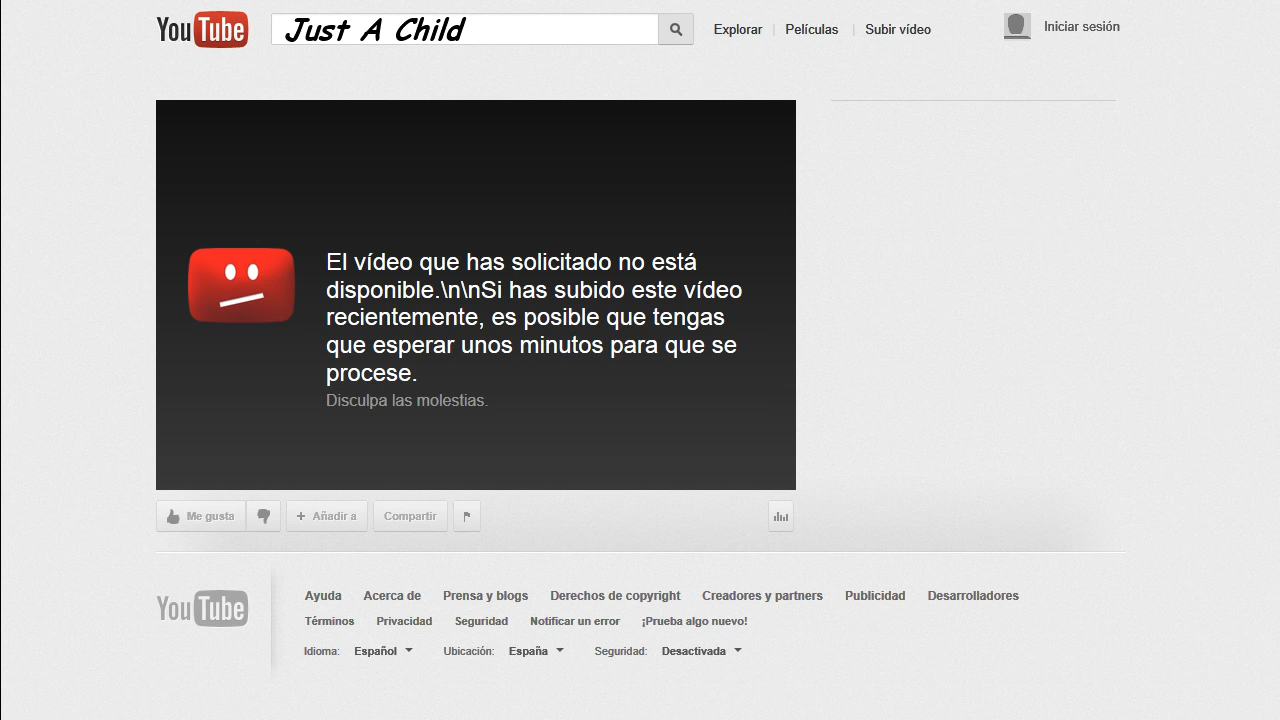 YouTube
Just A Child
Explorar
Películas
Subir vídeo
Iniciar sesión
El vídeo que has solicitado no está
disponible.\n\nSi has subido este vídeo
recientemente, es posible que tengas
que esperar unos minutos para que se
procese.
Disculpa las molestias.
Me gusta
Añadir a
Compartir
YouTube
Ayuda Acerca de Prensa y blogs Derechos de copyright Creadores y partners Publicidad Desarrolladores
Términos Privacidad Seguridad Notificar un error ¡Prueba algo nuevo!
Idioma: Español Ubicación: España Seguridad: Desactivada